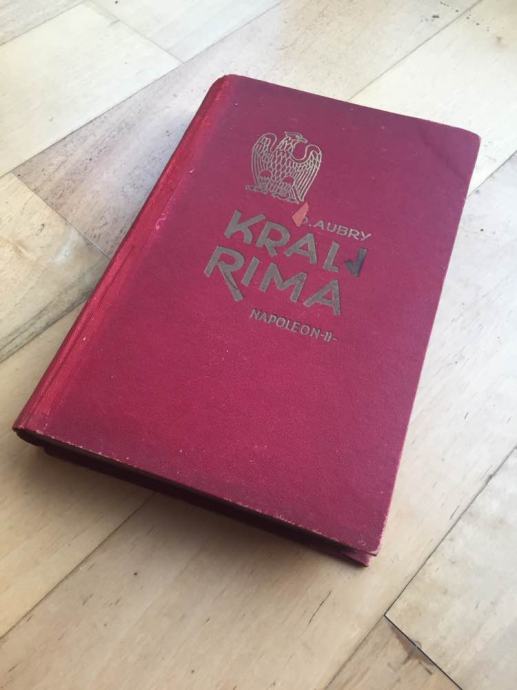 O. AUBRY
KRALJ
RIMA
NAPOLEON-II-